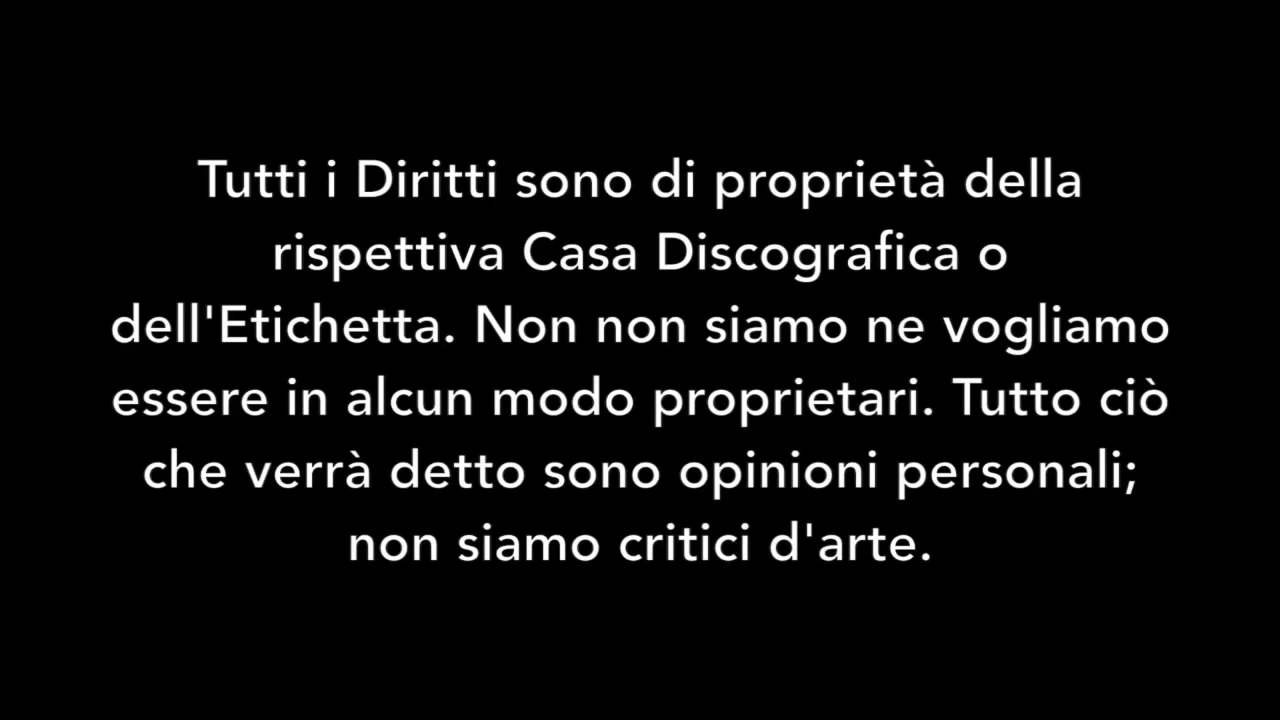 Tutti i Diritti sono di proprietà della
rispettiva Casa Discografica o
dell'Etichetta. Non non siamo ne vogliamo
essere in alcun modo proprietari. Tutto ciò
che verrà detto sono opinioni personali;
non siamo critici d'arte.